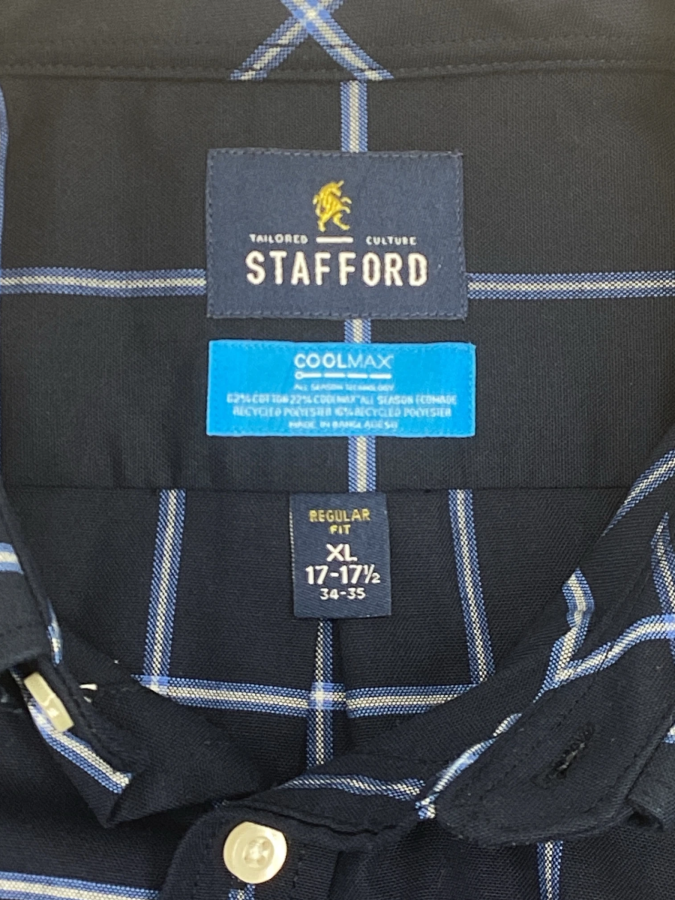 TAILORED CULTURE
STAFFORD
COOLMAX®
ALL SEASON TECHNOLOGY
62% COTTON 22% COOLMAX® ALL SEASON ECOMADE
RECYCLED POLYESTER 16% RECYCLED POLYESTER
MADE IN BANGLADESH
REGULAR
FIT
XL
17-17½
34-35